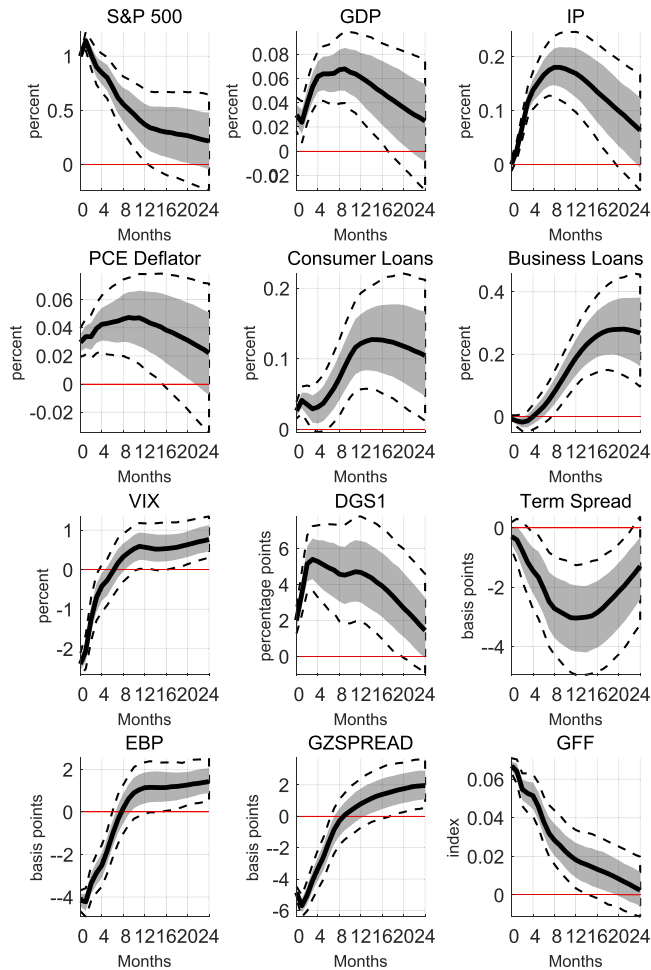 S&P 500
GDP
IP
1
0.5
0
percent
0 4 8 12162024
Months
0.08
0.06
0.04
0.02
0
-0.02
percent
0 4 8 12162024
Months
0.2
0.1
0
percent
0 4 8 12162024
Months
PCE Deflator
Consumer Loans
Business Loans
0.06
0.04
0.02
0
-0.02
percent
0 4 8 12162024
Months
0.2
0.1
0
percent
0 4 8 12162024
Months
0.4
0.2
0
percent
0 4 8 12162024
Months
VIX
DGS1
Term Spread
1
0
-1
-2
percent
0 4 8 12162024
Months
6
4
2
0
percentage points
0 4 8 12162024
Months
0
-2
-4
basis points
0 4 8 12162024
Months
EBP
GZSPREAD
GFF
2
0
-2
-4
basis points
0 4 8 12162024
Months
2
0
-2
-4
-6
basis points
0 4 8 12162024
Months
0.06
0.04
0.02
0
index
0 4 8 12162024
Months